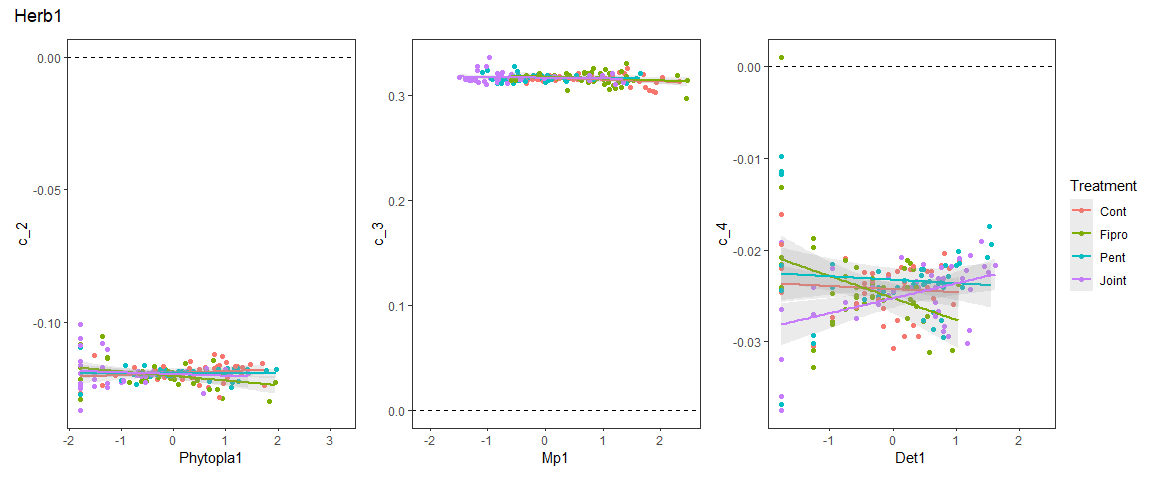 Herb1
c_2
0.00
-0.05
-0.10
-2
-1
0
1
2
3
Phytopla1
c_3
0.3
0.2
0.1
0.0
-2
-1
0
1
2
Mp1
c_4
0.00
-0.01
-0.02
-0.03
-1
0
1
2
Det1
Treatment
Cont
Fipro
Pent
Joint